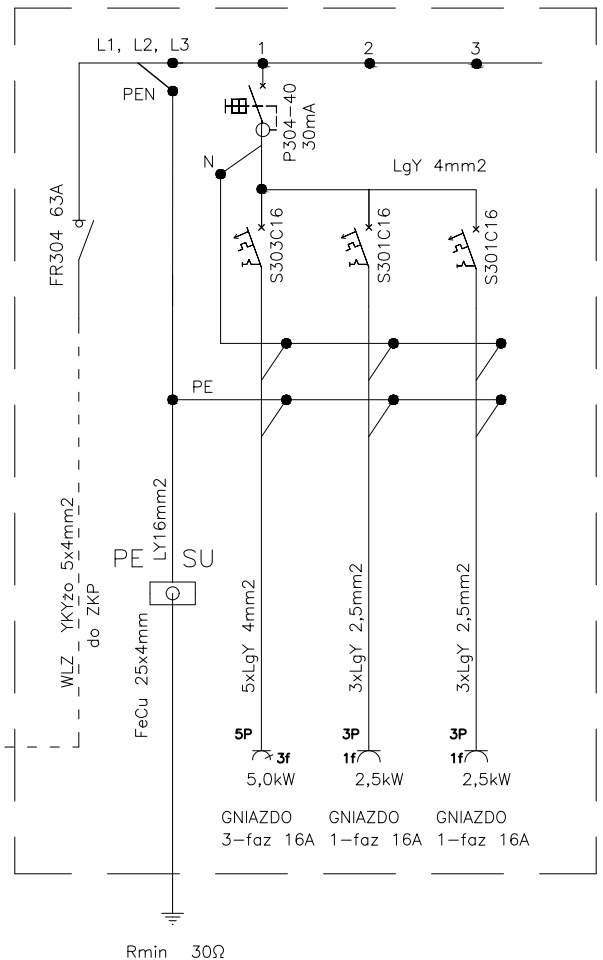 L1, L2, L3
1
2
3
PEN
P304-40
30mA
N
LgY 4mm2
FR304 63A
S303C16
S301C16
S301C16
PE
LY16mm2
PE SU
WLZ YKYżo 5x4mm2
do ZKP
FeCu 25x4mm
5xLgY 4mm2
3xLgY 2,5mm2
3xLgY 2,5mm2
5P
3f
5,0kW
3P
1f
2,5kW
3P
1f
2,5kW
GNIAZDO
3-faz 16A
GNIAZDO
1-faz 16A
GNIAZDO
1-faz 16A
Rmin 30Ω